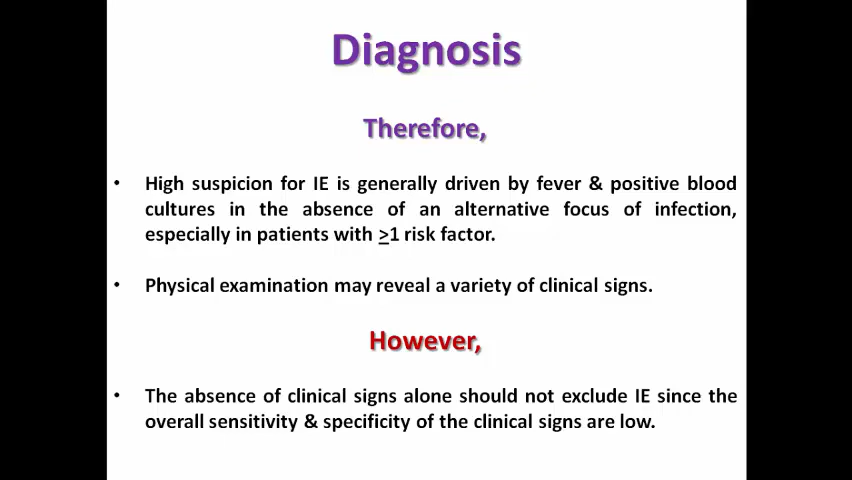 Diagnosis
Therefore,
• High suspicion for IE is generally driven by fever & positive blood
cultures in the absence of an alternative focus of infection,
especially in patients with ≥1 risk factor.
• Physical examination may reveal a variety of clinical signs.
However,
• The absence of clinical signs alone should not exclude IE since the
overall sensitivity & specificity of the clinical signs are low.